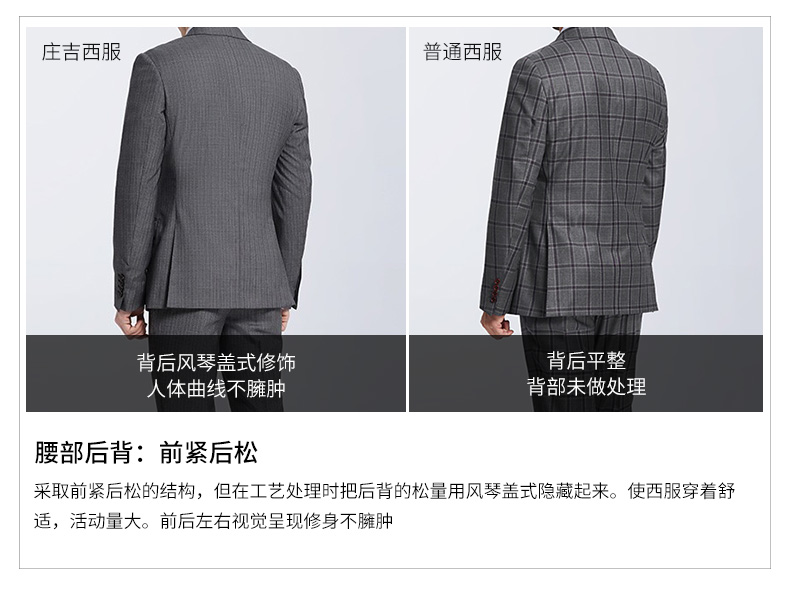 庄吉西服
普通西服
背后风琴盖式修饰
人体曲线不臃肿
背后平整
背部未做处理
腰部后背：前紧后松
采取前紧后松的结构，但在工艺处理时把后背的松量用风琴盖式隐藏起来。使西服穿着舒
适，活动量大。前后左右视觉呈现修身不臃肿